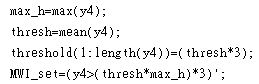 max_h=max(y4);
thresh=mean(y4);
threshold(1:length(y4))=(thresh*3);
MWI_set=(y4>(thresh*max_h)*3)';